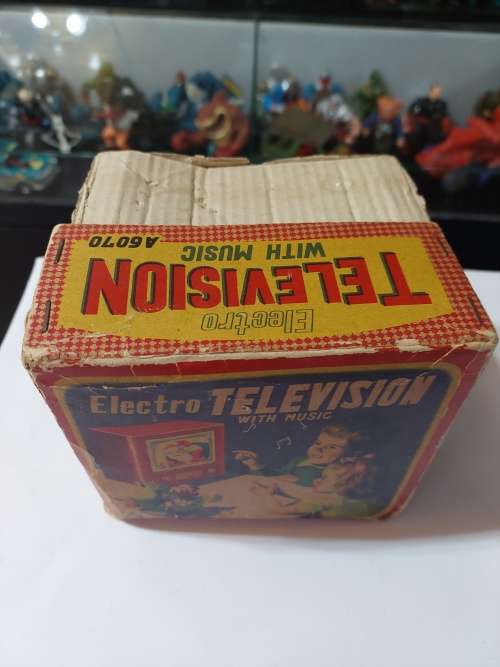 Electro
TELEVISION
WITH MUSIC
A6070
Electro TELEVISION
WITH MUSIC